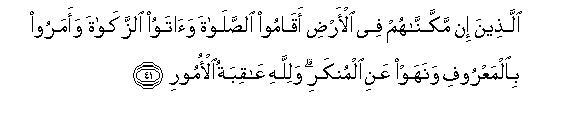 ٱلَّذِينَ إِن مَّكَّنَّـٰهُمْ فِى ٱلْأَرْضِ أَقَامُوا۟ ٱلصَّلَوٰةَ وَءَاتَوُا۟ ٱلزَّكَوٰةَ وَأَمَرُوا۟
بِٱلْمَعْرُوفِ وَنَهَوْا۟ عَنِ ٱلْمُنكَرِ ۗ وَلِلَّهِ عَـٰقِبَةُ ٱلْأُمُورِ ٤١